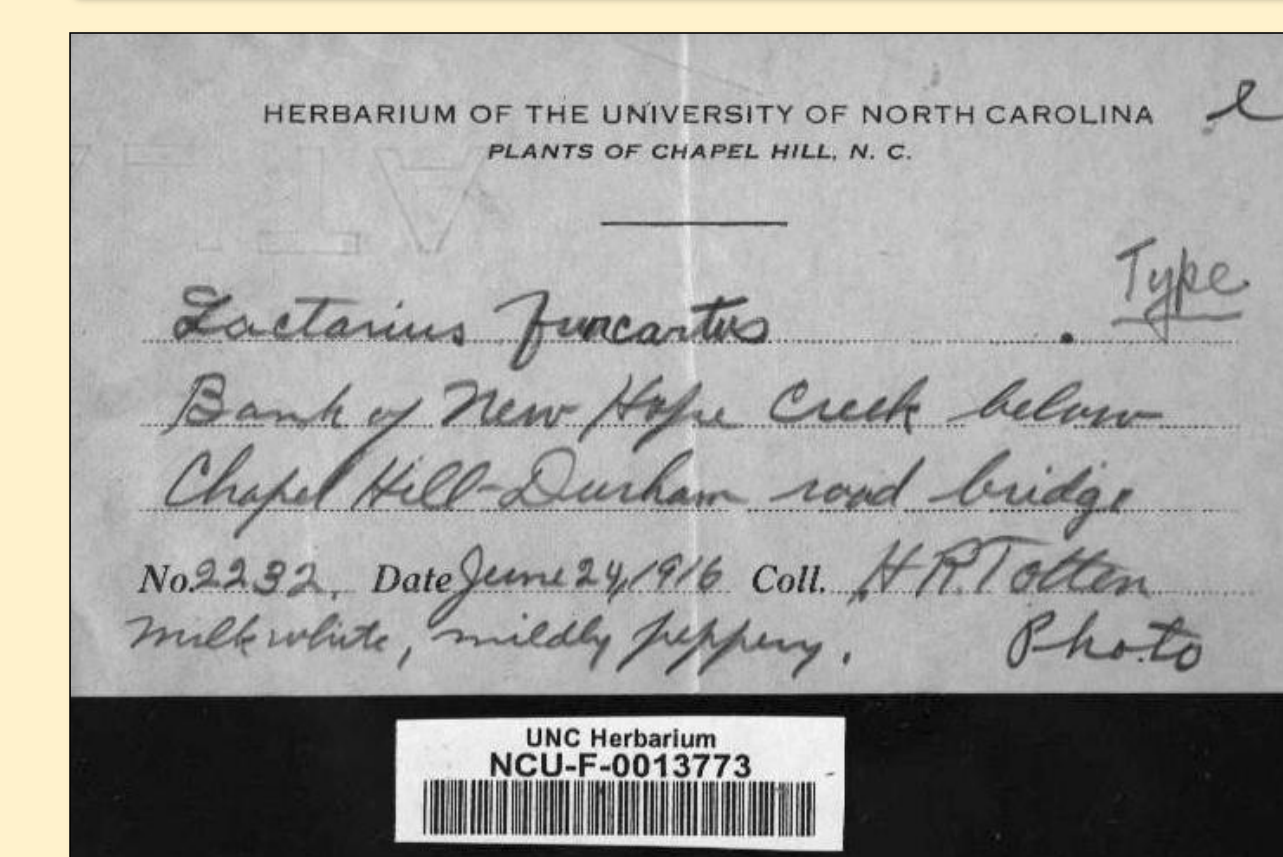 HERBARIUM OF THE UNIVERSITY OF NORTH CAROLINA
PLANTS OF CHAPEL HILL, N. C.
Type
Lactarius furcartus .
Bank of New Hope Creek below
Chapel Hill-Durham road bridge
No. 2232. Date June 24, 1916 Coll. H. R. Totten
Milk white, mildly peppery. Photo
UNC Herbarium
NCU-F-0013773